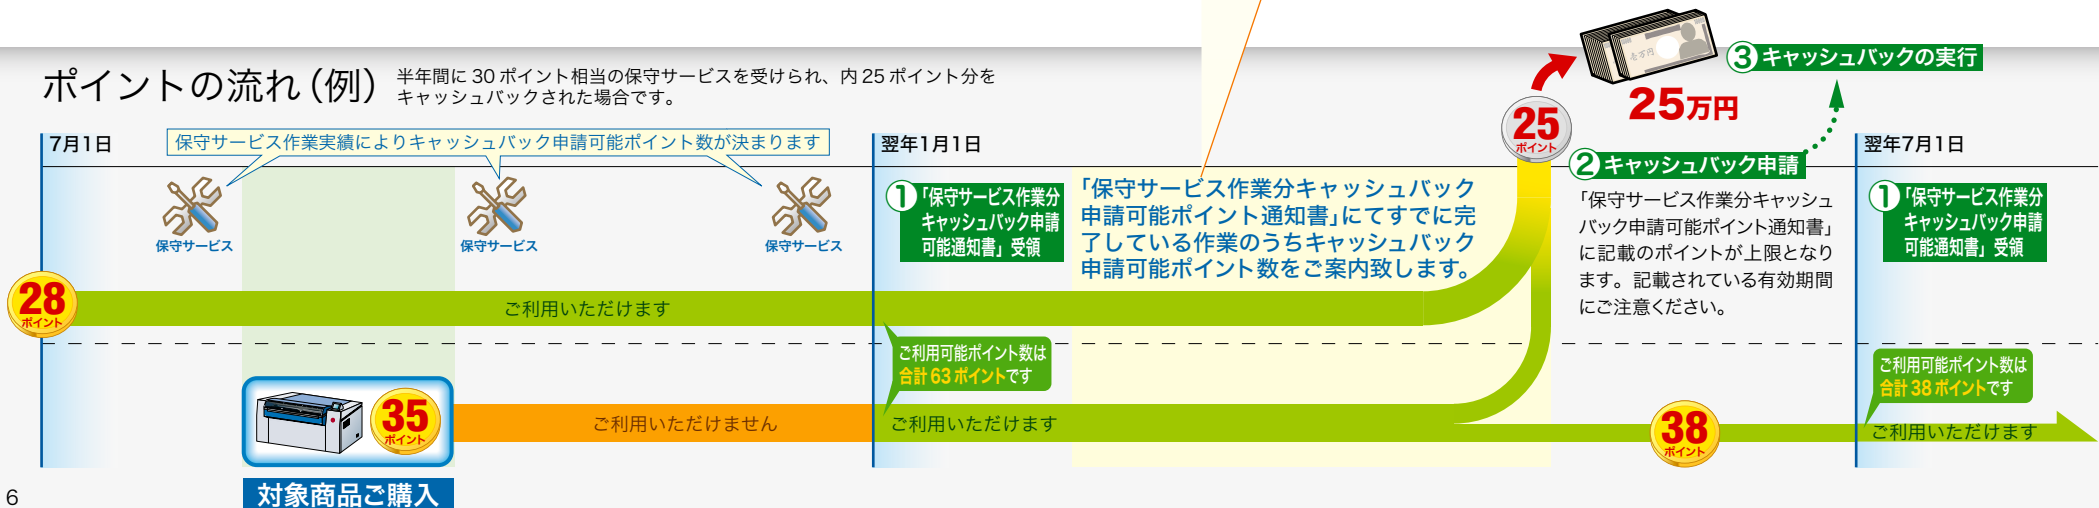 ポイントの流れ(例)
半年間に30ポイント相当の保守サービスを受けられ、内25ポイント分を
キャッシュバックされた場合です。
7月1日
保守サービス作業実績によりキャッシュバック申請可能ポイント数が決まります
保守サービス
保守サービス
保守サービス
翌年1月1日
①「保守サービス作業分
キャッシュバック申請
可能通知書」受領
「保守サービス作業分キャッシュバック
申請可能ポイント通知書」にてすでに完
了している作業のうちキャッシュバック
申請可能ポイント数をご案内致します。
25
ポイント
壱万円
25万円
③キャッシュバックの実行
②キャッシュバック申請
「保守サービス作業分キャッシュ
バック申請可能ポイント通知書」
に記載のポイントが上限となり
ます。記載されている有効期間
にご注意ください。
翌年7月1日
①「保守サービス作業分
キャッシュバック申請
可能通知書」受領
28
ポイント
ご利用いただけます
ご利用可能ポイント数は
合計63ポイントです
35
ポイント
ご利用いただけません
ご利用いただけます
38
ポイント
ご利用可能ポイント数は
合計38ポイントです
ご利用いただけます
対象商品ご購入
6